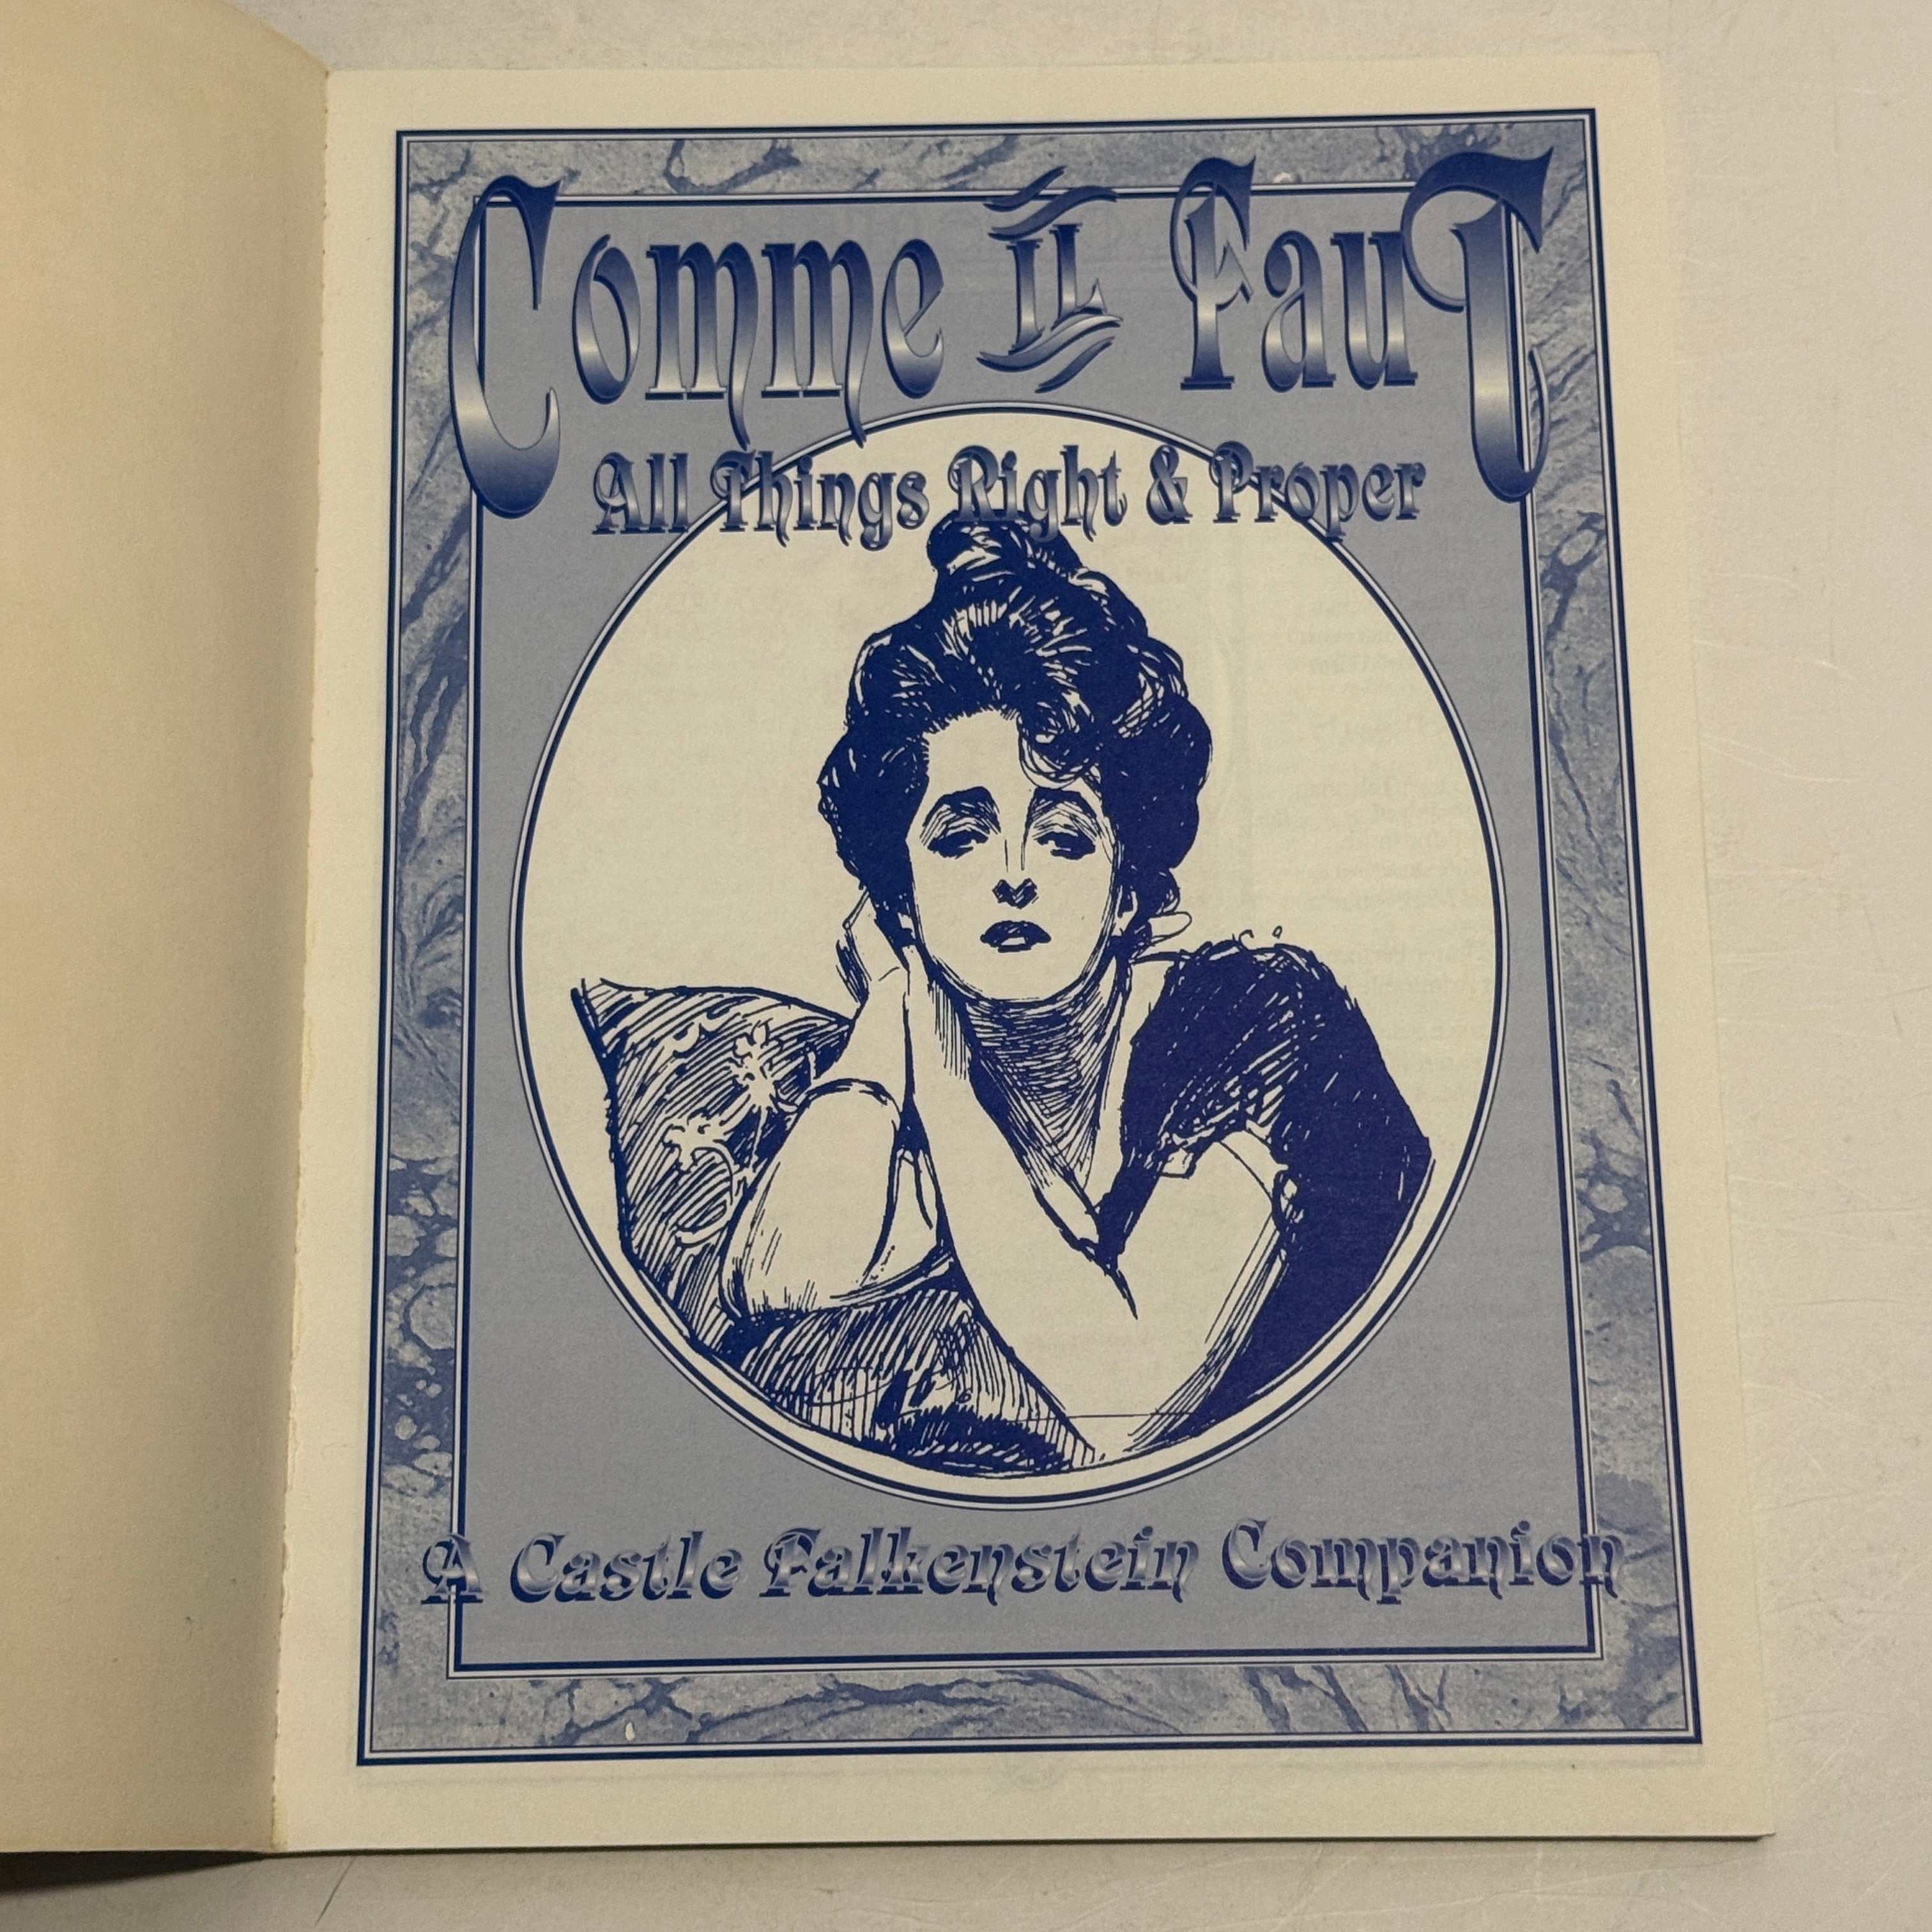 Comme IL FauT
All Things Right & Proper
A Castle Falkenstein Companion